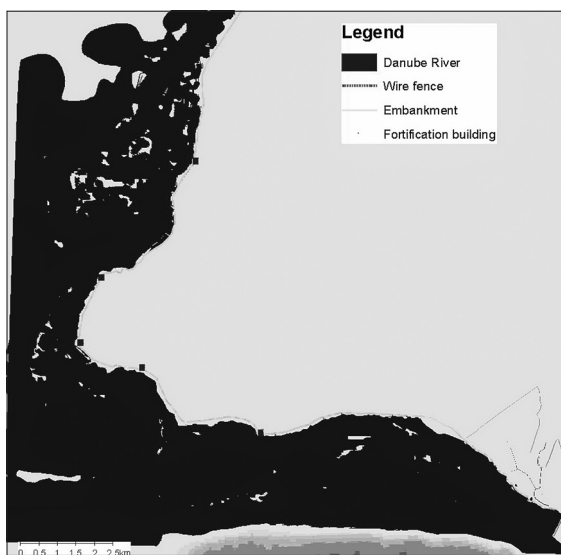 Legend
Danube River
Wire fence
Embankment
Fortification building
0 0.5 1 1.5 2 2.5km